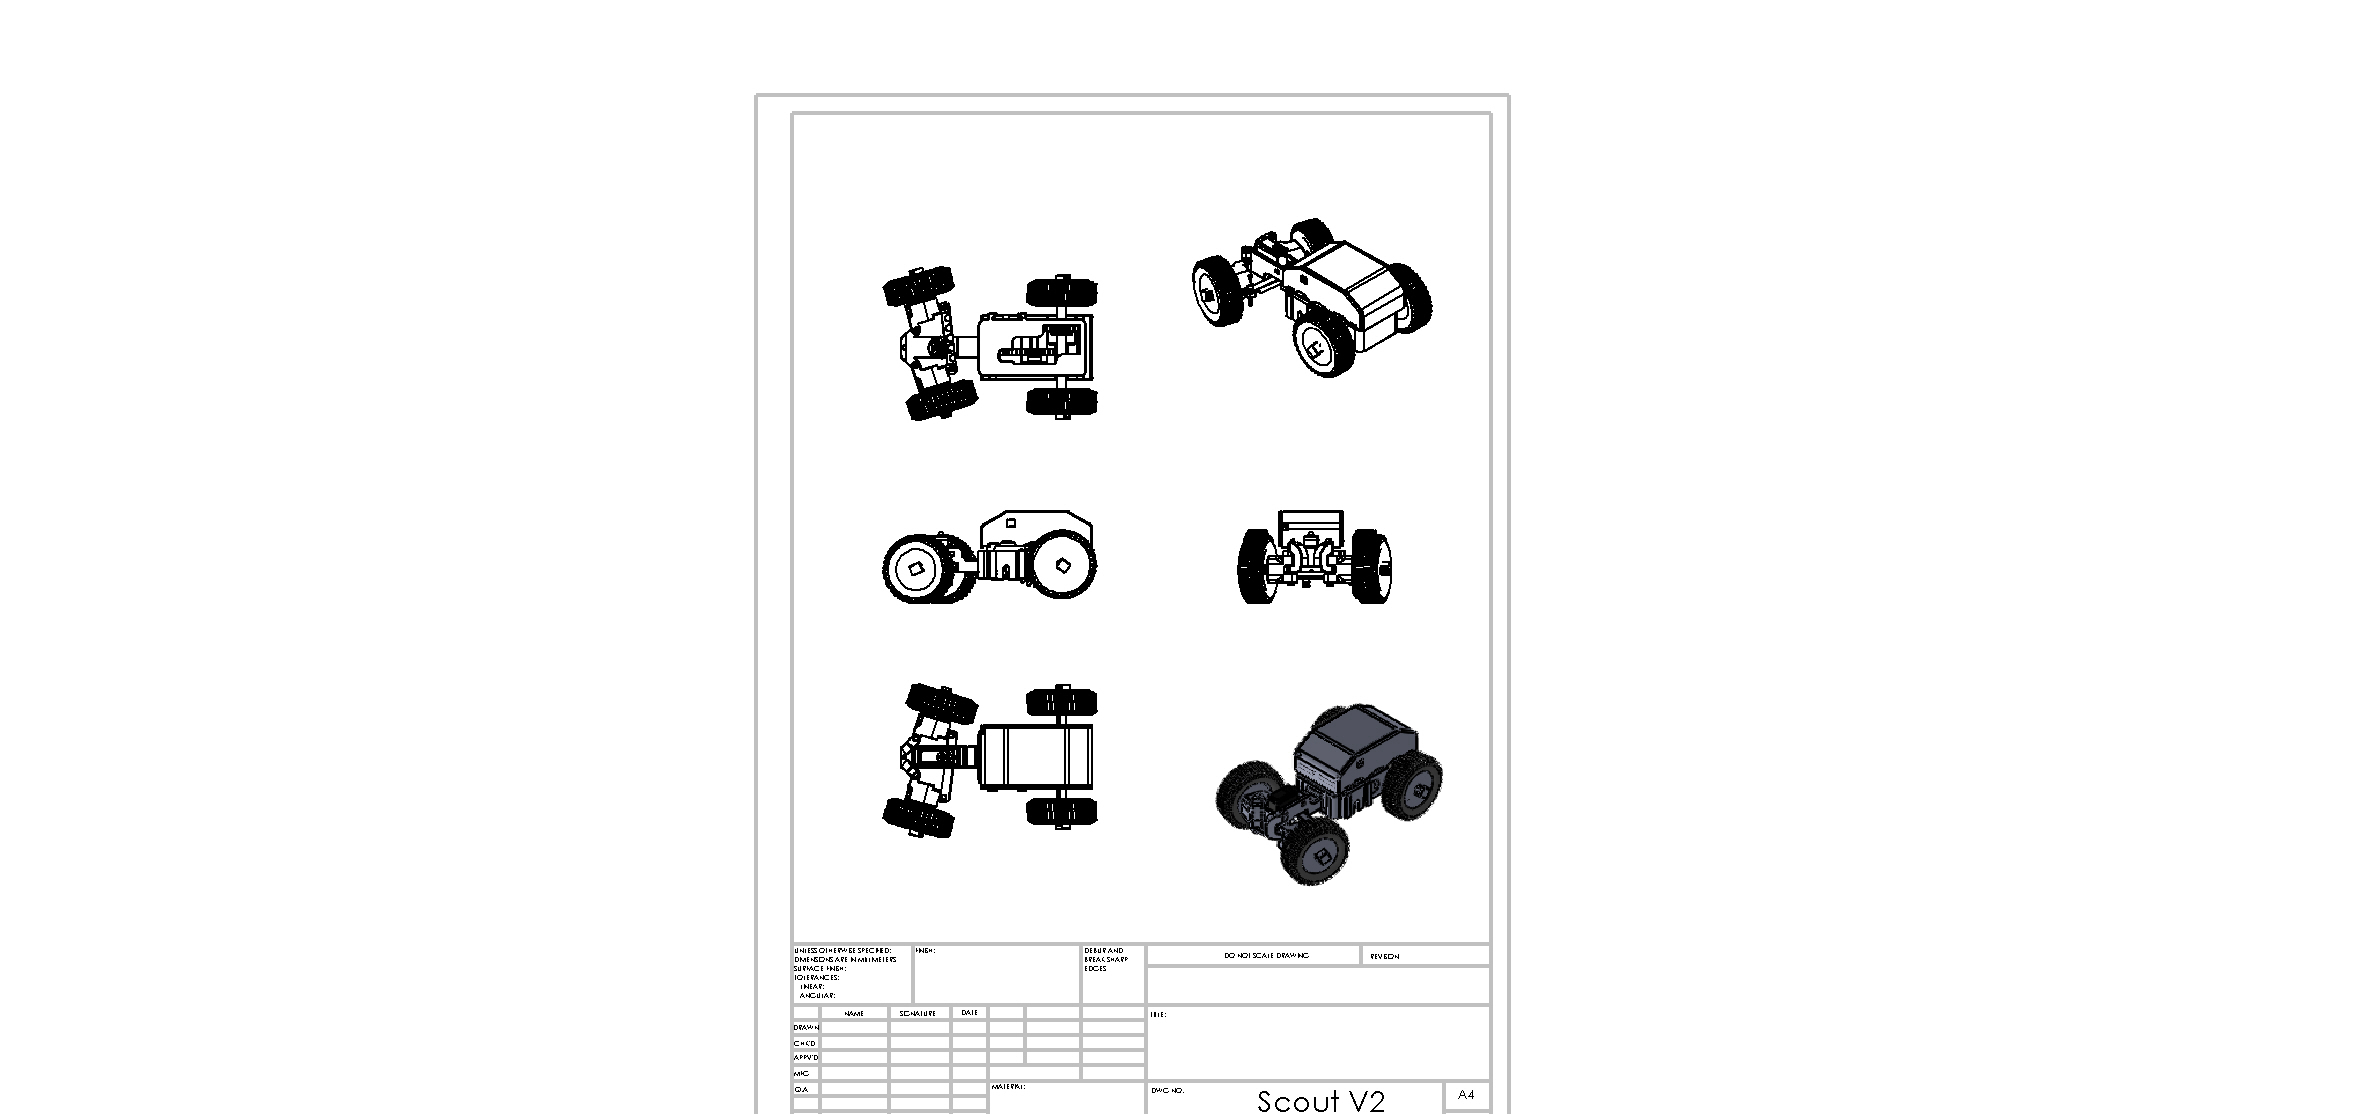 UNLESS OTHERWISE SPECIFIED:
DIMENSIONS ARE IN MILLIMETERS
SURFACE FINISH:
TOLERANCES:
LINEAR:
ANGULAR:
FINISH:
DEBUR AND
BREAK SHARP
EDGES
DO NOT SCALE DRAWING
REVISION
NAME
SIGNATURE
DATE
TITLE:
DRAWN
CHK'D
APPV'D
MFG
Q.A
MATERIAL:
DWG NO.
Scout V2
A4